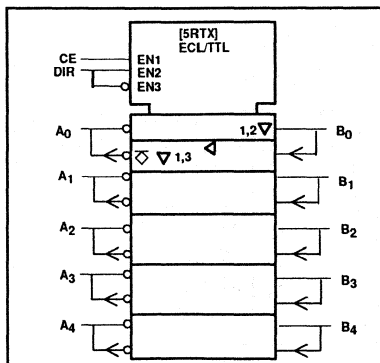 [5RTX]
ECL/TTL
CE EN1
DIR EN2
EN3
A0 1,2 B0
1,3
A1 B1
A2 B2
A3 B3
A4 B4